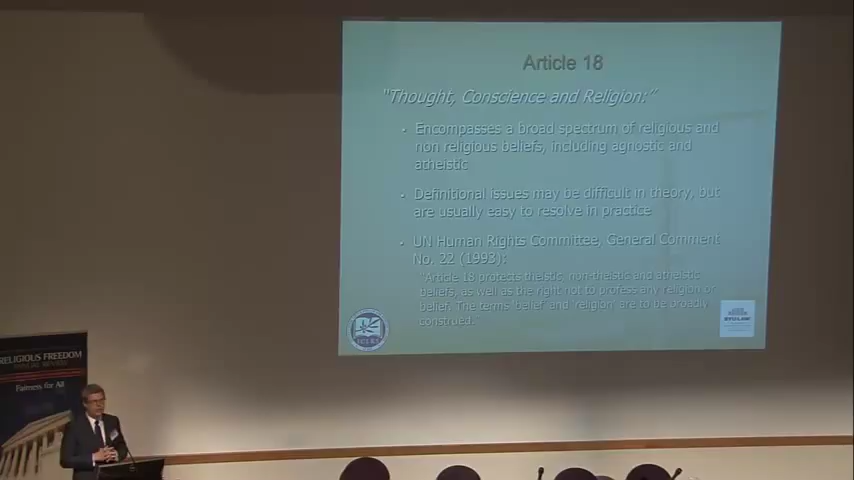 Article 18
"Thought, Conscience and Religion:"
• Encompasses a broad spectrum of religious and
non religious beliefs, including agnostic and
atheistic
• Definitional issues may be difficult in theory, but
are usually easy to resolve in practice
• UN Human Rights Committee, General Comment
No. 22 (1993):
"Article 18 protects theistic, non-theistic and atheistic
beliefs, as well as the right not to profess any religion or
belief. The terms 'belief' and 'religion' are to be broadly
construed."
RELIGIOUS FREEDOM
Fairness for All